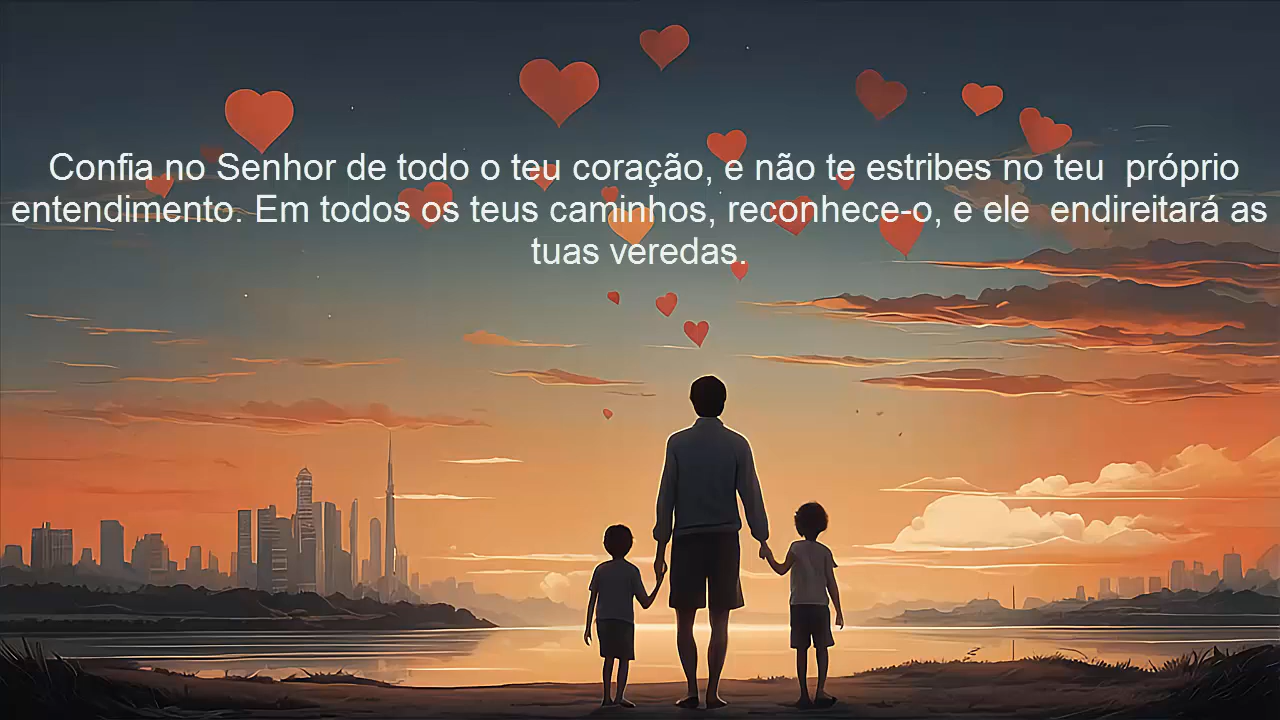 Confia no Senhor de todo o teu coração, e não te estribes no teu  próprio
entendimento. Em todos os teus caminhos, reconhece-o, e ele  endireitará as
tuas veredas.